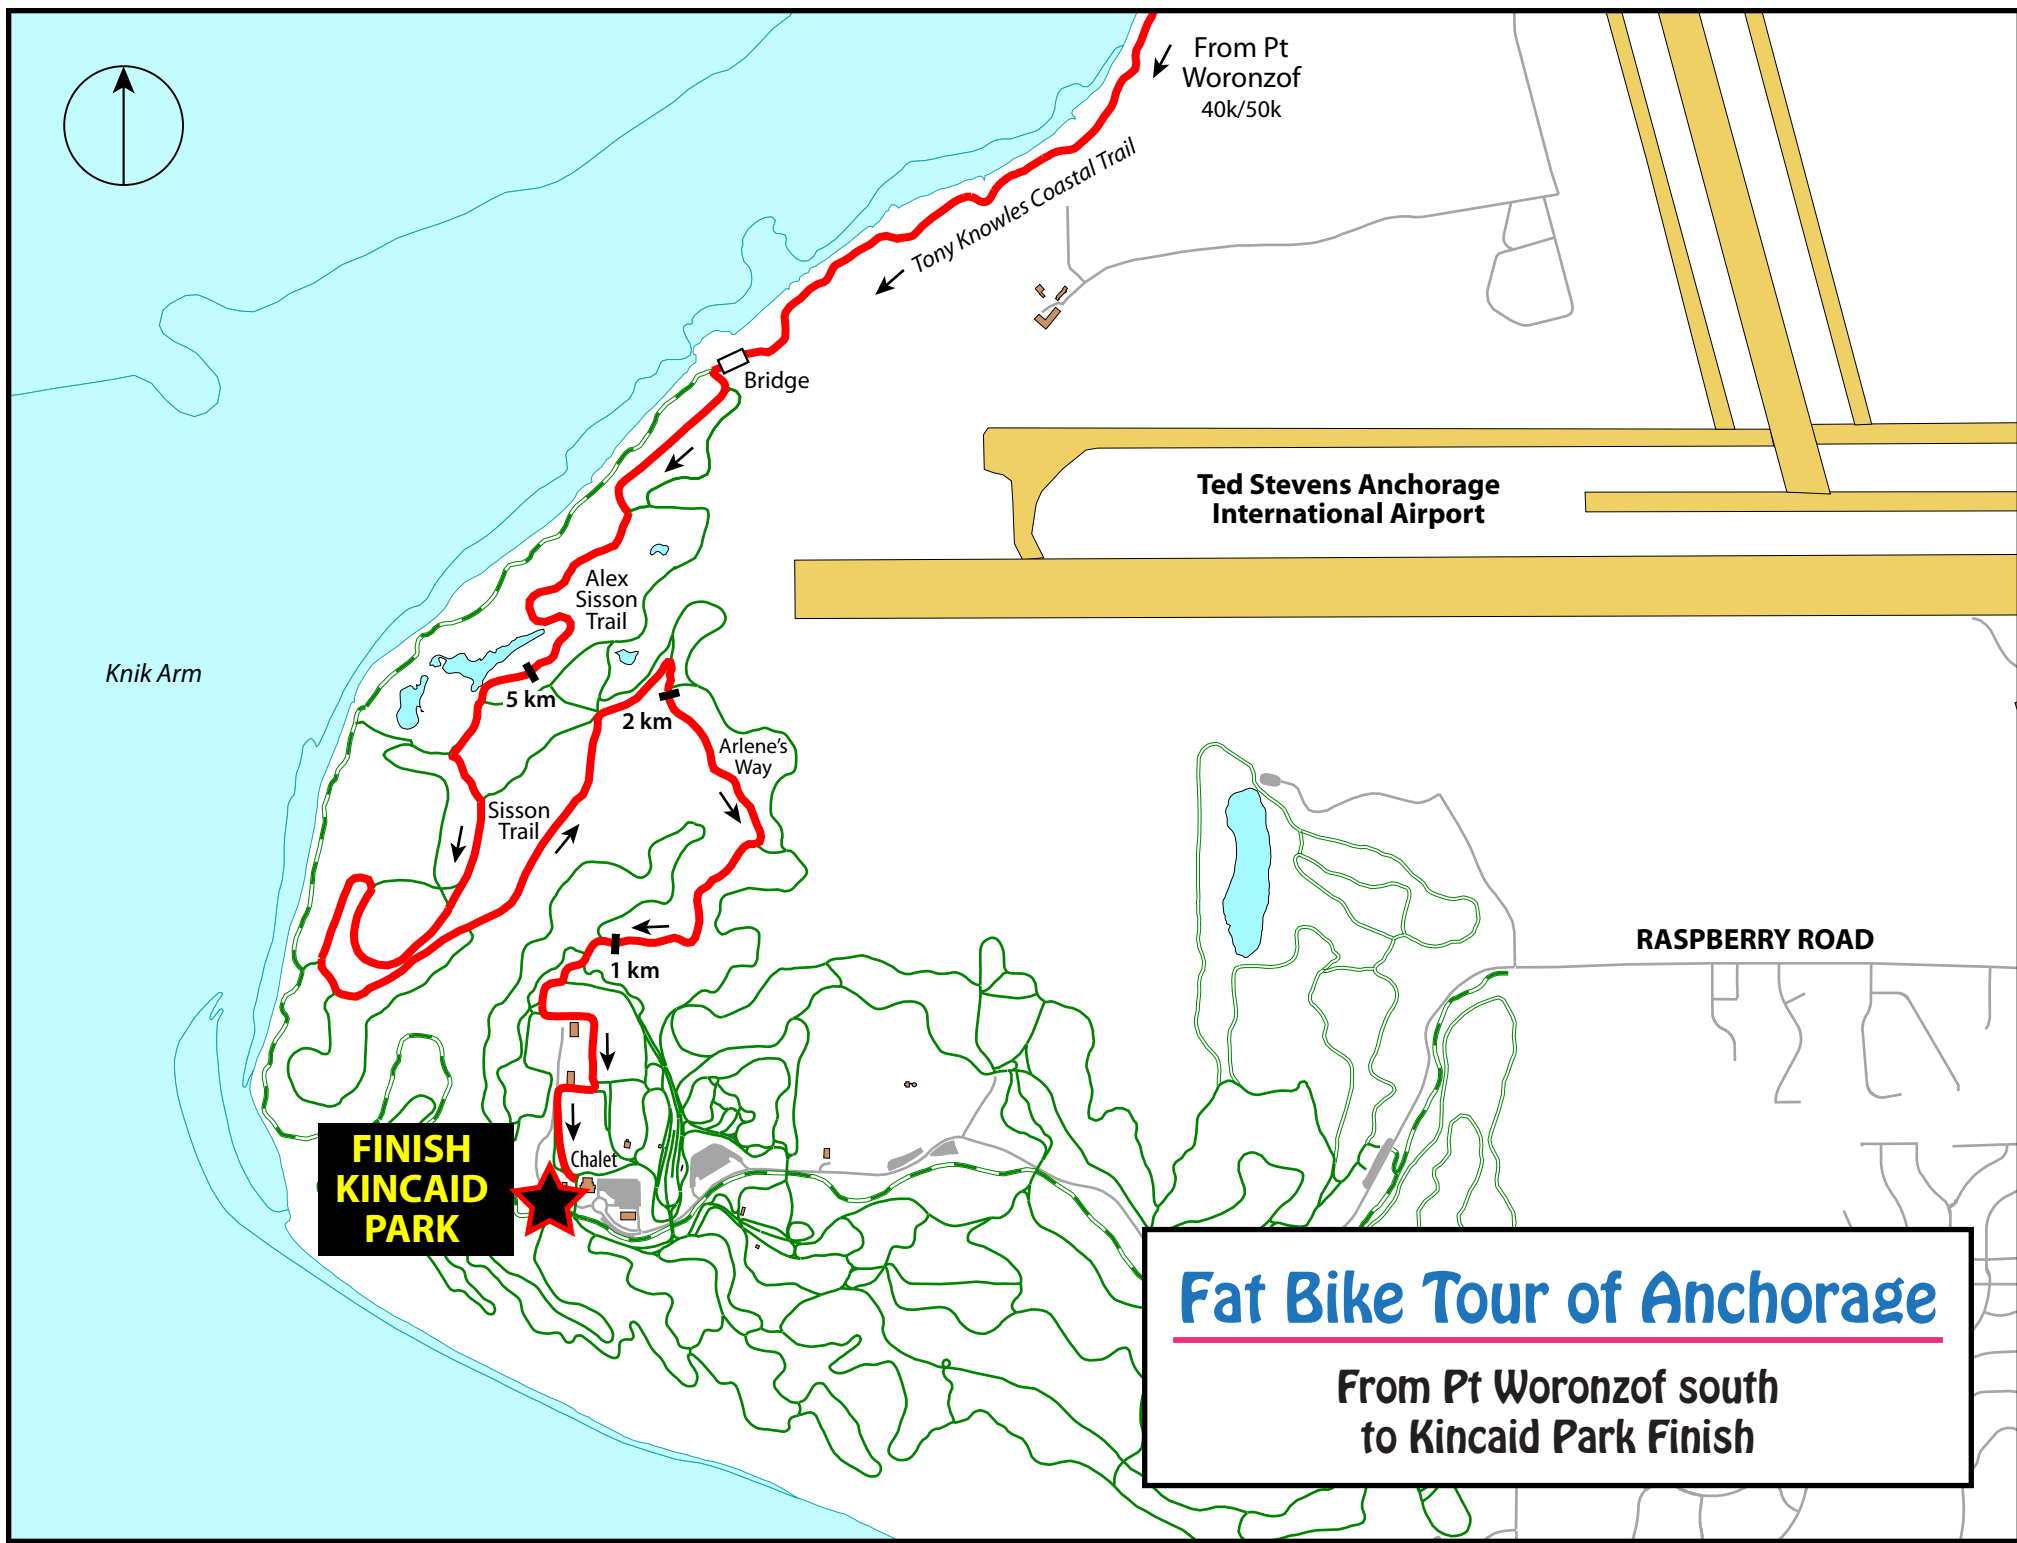 From Pt
Woronzof
40k/50k
Tony Knowles Coastal Trail
Bridge
Ted Stevens Anchorage
International Airport
Alex
Sisson
Trail
Knik Arm
5 km
2 km
Arlene's
Way
Sisson
Trail
RASPBERRY ROAD
1 km
FINISH
KINCAID
PARK
Chalet
Fat Bike Tour of Anchorage
From Pt Woronzof south
to Kincaid Park Finish